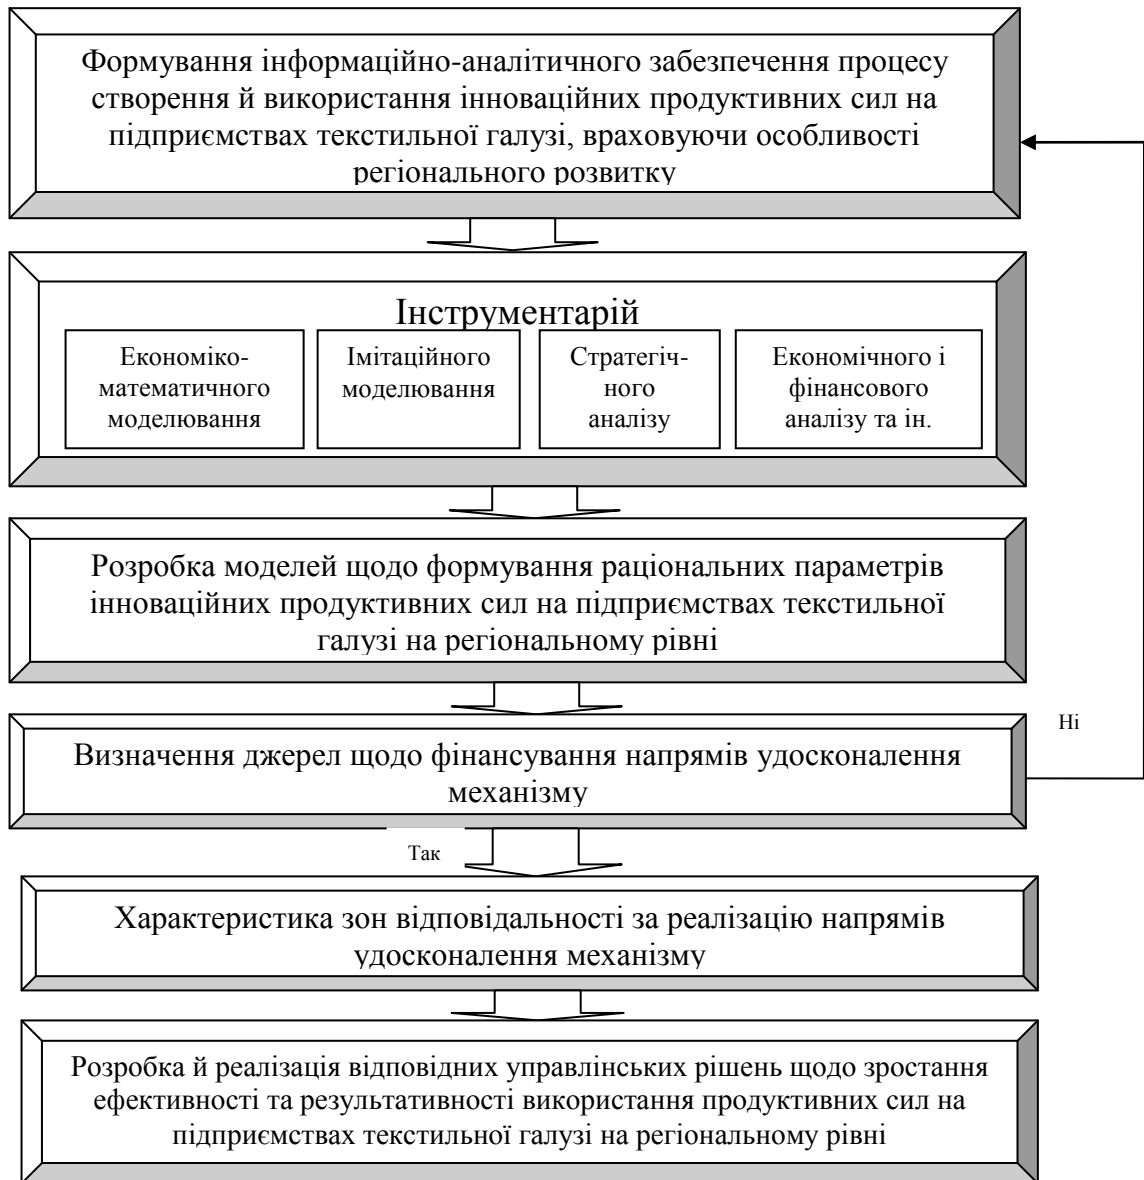 Формування інформаційно-аналітичного забезпечення процесу
створення й використання інноваційних продуктивних сил на
підприємствах текстильної галузі, враховуючи особливості
регіонального розвитку
Інструментарій
Економіко-
математичного
моделювання
Імітаційного
моделювання
Стратегіч-
ного
аналізу
Економічного і
фінансового
аналізу та ін.
Розробка моделей щодо формування раціональних параметрів
інноваційних продуктивних сил на підприємствах текстильної
галузі на регіональному рівні
Ні
Визначення джерел щодо фінансування напрямів удосконалення
механізму
Так
Характеристика зон відповідальності за реалізацію напрямів
удосконалення механізму
Розробка й реалізація відповідних управлінських рішень щодо зростання
ефективності та результативності використання продуктивних сил на
підприємствах текстильної галузі на регіональному рівні